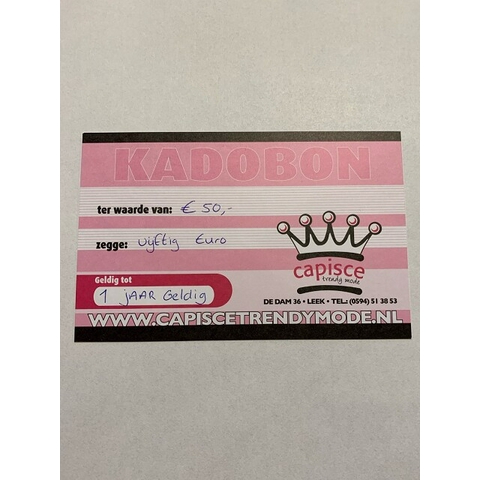 KADOBON
ter waarde van: € 50,-
zegge: vijftig Euro
capisce
trendy mode
Geldig tot
1 JAAR Geldig
DE DAM 36 • LEEK • TEL.: (0594) 51 38 53
WWW.CAPISCETRENDYMODE.NL